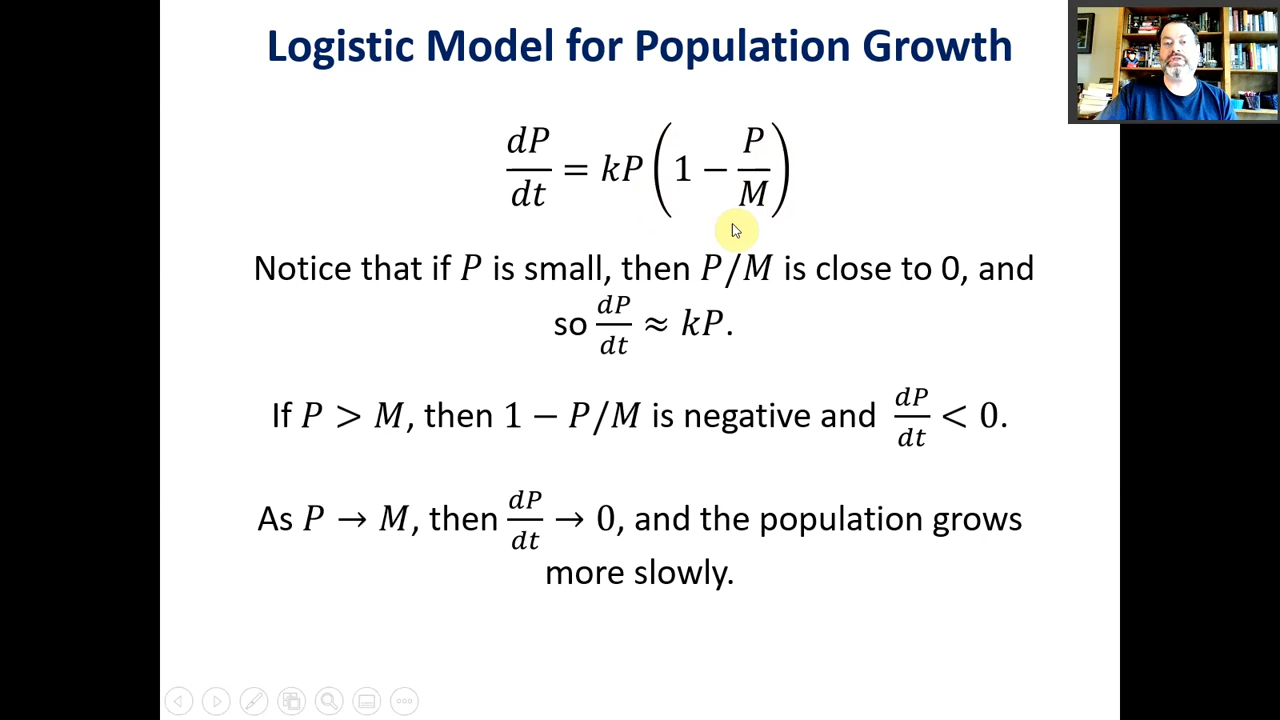 Logistic Model for Population Growth
dP/dt = kP(1 − P/M)
Notice that if P is small, then P/M is close to 0, and
so dP/dt ≈ kP.
If P > M, then 1 − P/M is negative and dP/dt < 0.
As P → M, then dP/dt → 0, and the population grows
more slowly.